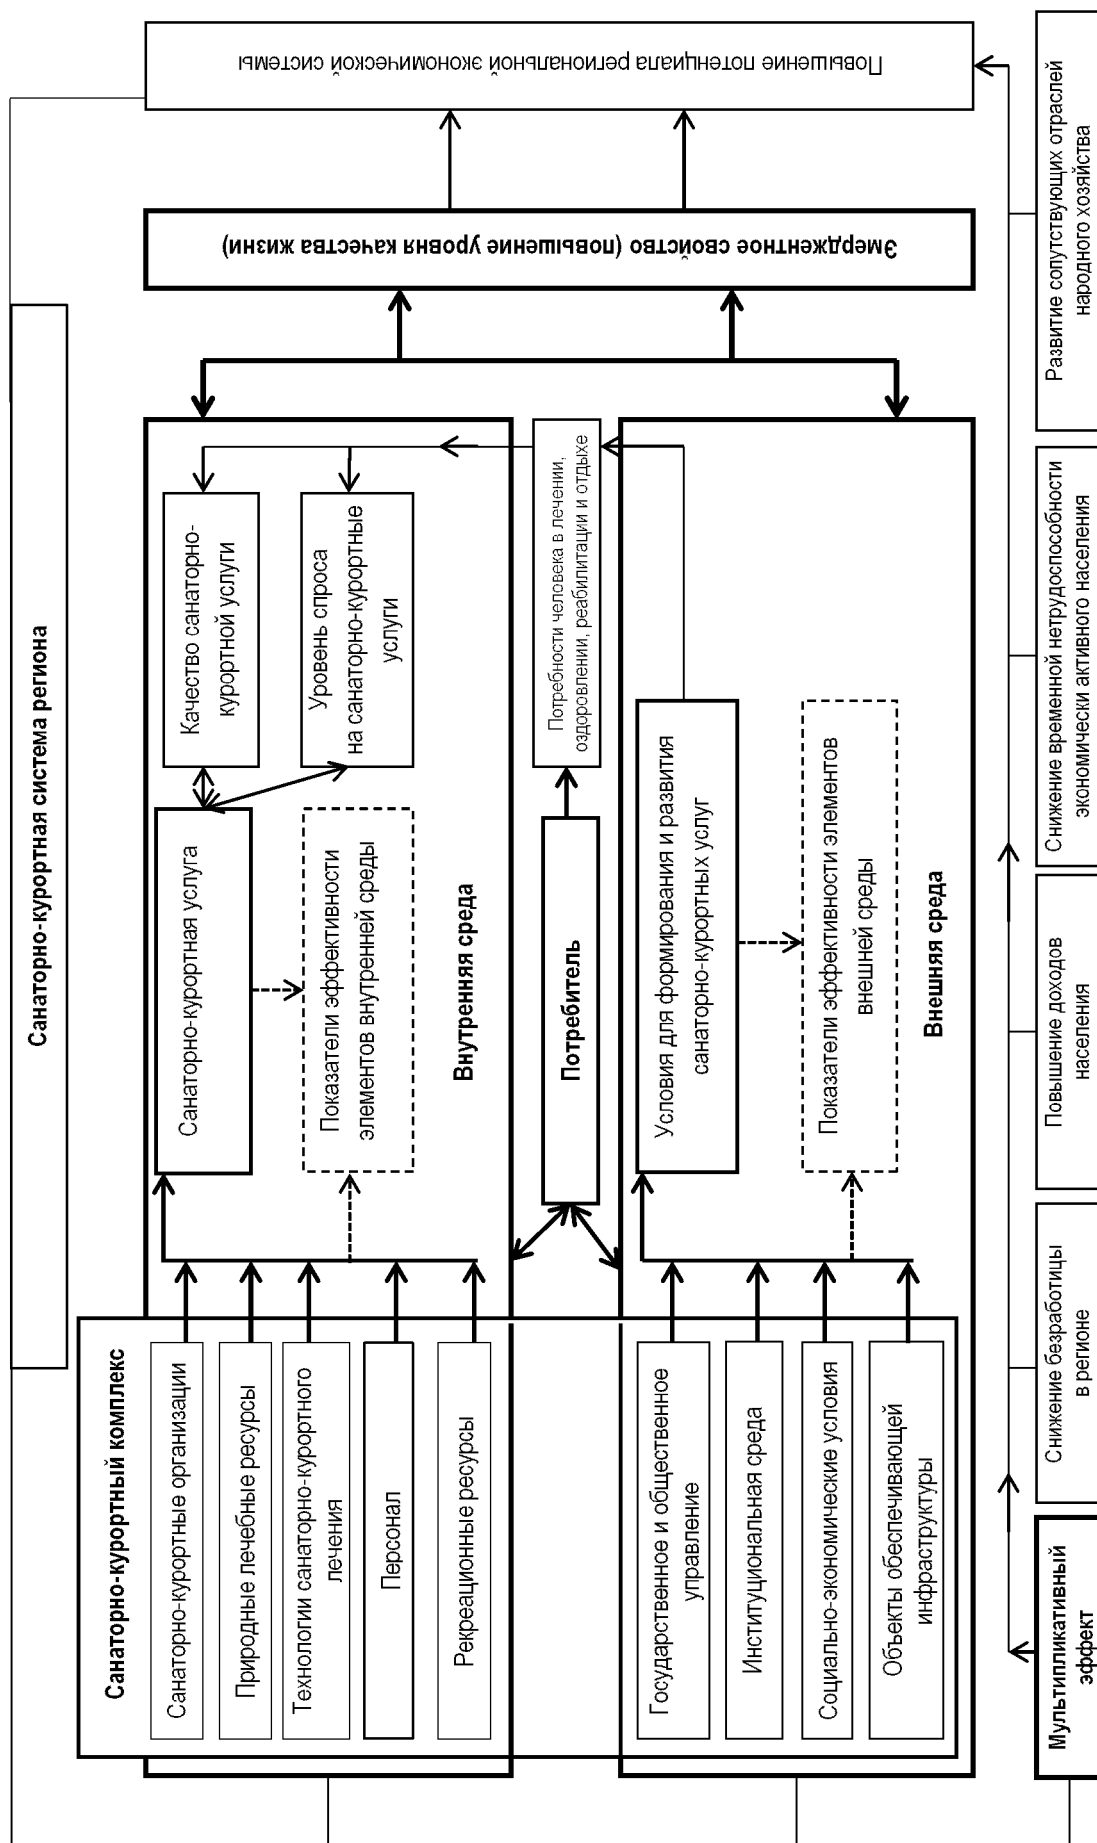 Санаторно-курортная система региона
Санаторно-курортный комплекс
Санаторно-курортные организации
Природные лечебные ресурсы
Технологии санаторно-курортного
лечения
Персонал
Рекреационные ресурсы
Санаторно-курортная услуга
Показатели эффективности
элементов внутренней среды
Качество санаторно-
курортной услуги
Уровень спроса
на санаторно-курортные
услуги
Внутренняя среда
Потребитель
Потребности человека в лечении,
оздоровлении, реабилитации и отдыхе
Государственное и общественное
управление
Институциональная среда
Социально-экономические условия
Объекты обеспечивающей
инфраструктуры
Условия для формирования и развития
санаторно-курортных услуг
Показатели эффективности элементов
внешней среды
Внешняя среда
Эмерджентное свойство (повышение уровня качества жизни)
Повышение потенциала региональной экономической системы
Мультипликативный
эффект
Снижение безработицы
в регионе
Повышение доходов
населения
Снижение временной нетрудоспособности
экономически активного населения
Развитие сопутствующих отраслей
народного хозяйства